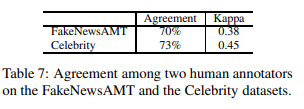 Agreement Kappa
FakeNewsAMT 70% 0.38
Celebrity 73% 0.45
Table 7: Agreement among two human annotators
on the FakeNewsAMT and the Celebrity datasets.